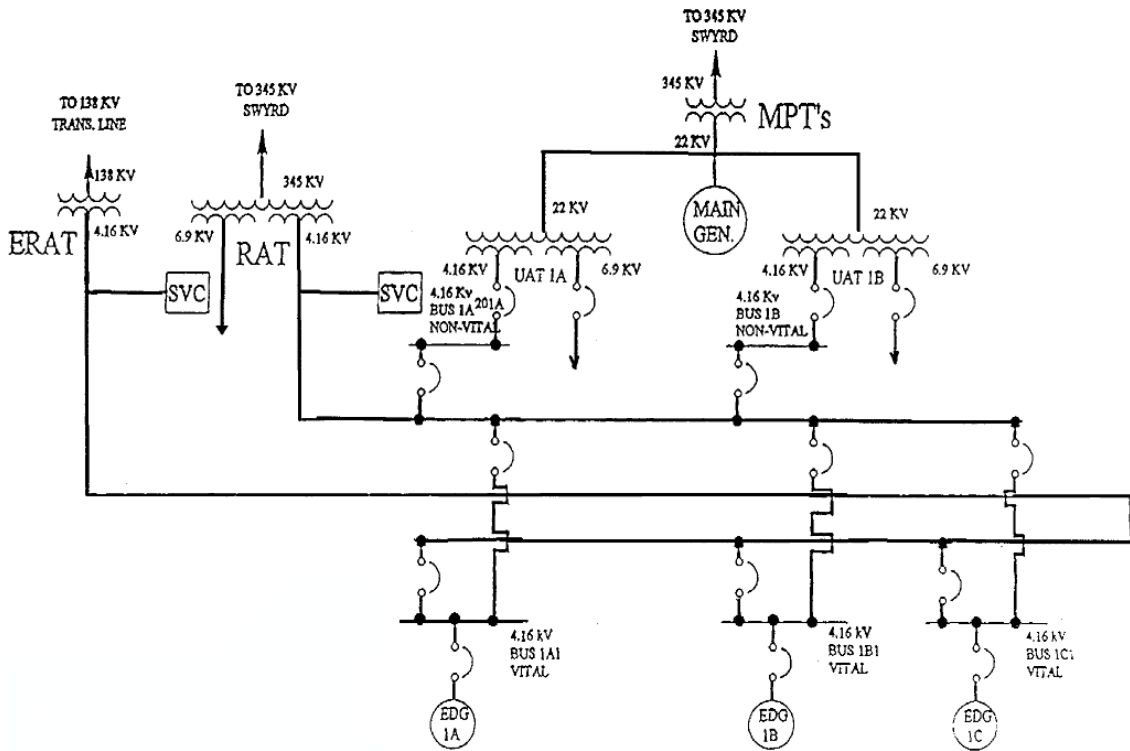 TO 345 KV
SWYRD
345 KV
MPT's
22 KV
TO 138 KV
TRANS. LINE
TO 345 KV
SWYRD
138 KV
345 KV
ERAT
4.16 KV
6.9 KV
RAT
4.16 KV
22 KV
MAIN
GEN.
22 KV
SVC
SVC
4.16 KV
UAT 1A
6.9 KV
4.16 KV
UAT 1B
6.9 KV
4.16 Kv
BUS 1A
NON-VITAL
201A
4.16 Kv
BUS 1B
NON-VITAL
4.16 kV
BUS 1A1
VITAL
4.16 kV
BUS 1B1
VITAL
4.16 kV
BUS 1C1
VITAL
EDG
1A
EDG
1B
EDG
1C